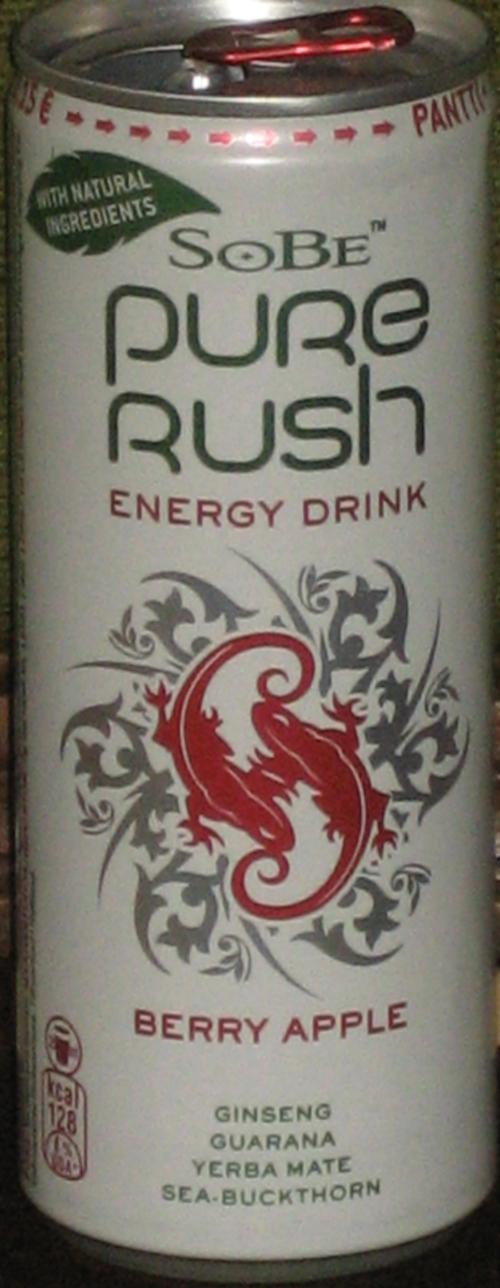 .15 € PANTTI
WITH NATURAL
INGREDIENTS
SoBe™
pure
Rush
ENERGY DRINK
BERRY APPLE
kcal
128
GINSENG
GUARANA
YERBA MATE
SEA-BUCKTHORN